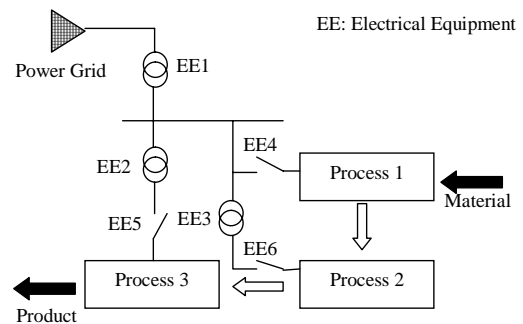 EE: Electrical Equipment
Power Grid
EE1
EE2
EE4
Process 1
Material
EE5
EE3
EE6
Process 3
Process 2
Product